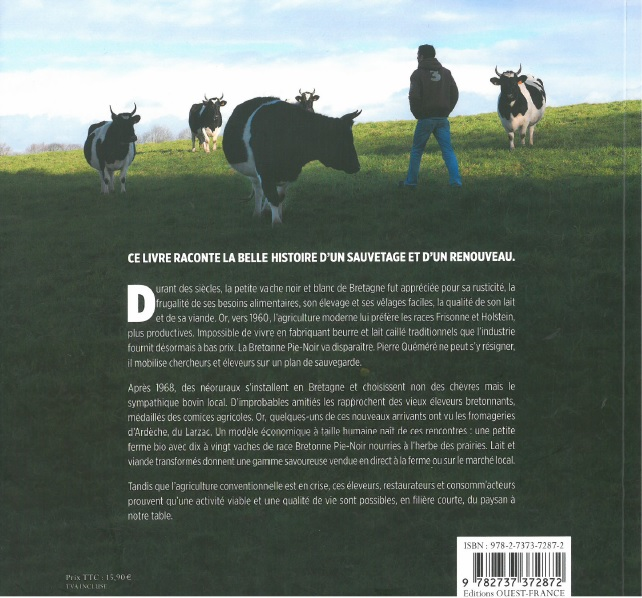 3
CE LIVRE RACONTE LA BELLE HISTOIRE D'UN SAUVETAGE ET D'UN RENOUVEAU.
Durant des siècles, la petite vache noir et blanc de Bretagne fut appréciée pour sa rusticité, la
frugalité de ses besoins alimentaires, son élevage et ses vêlages faciles, la qualité de son lait
et de sa viande. Or, vers 1960, l'agriculture moderne lui préfère les races Frisonne et Holstein,
plus productives. Impossible de vivre en fabriquant beurre et lait caillé traditionnels que l'industrie
fournit désormais à bas prix. La Bretonne Pie-Noir va disparaître. Pierre Quéméré ne peut s'y résigner,
il mobilise chercheurs et éleveurs sur un plan de sauvegarde.
Après 1968, des néoruraux s'installent en Bretagne et choisissent non des chèvres mais le
sympathique bovin local. D'improbables amitiés les rapprochent des vieux éleveurs bretonnants,
médaillés des comices agricoles. Or, quelques-uns de ces nouveaux arrivants ont vu les fromageries
d'Ardèche, du Larzac. Un modèle économique à taille humaine naît de ces rencontres : une petite
ferme bio avec dix à vingt vaches de race Bretonne Pie-Noir nourries à l'herbe des prairies. Lait et
viande transformés donnent une gamme savoureuse vendue en direct à la ferme ou sur le marché local.
Tandis que l'agriculture conventionnelle est en crise, ces éleveurs, restaurateurs et consomm'acteurs
prouvent qu'une activité viable et une qualité de vie sont possibles, en filière courte, du paysan à
notre table.
ISBN : 978-2-7373-7287-2
9 782737 372872
Editions OUEST-FRANCE
Prix TTC : 15,90 €
TVA INCLUSE